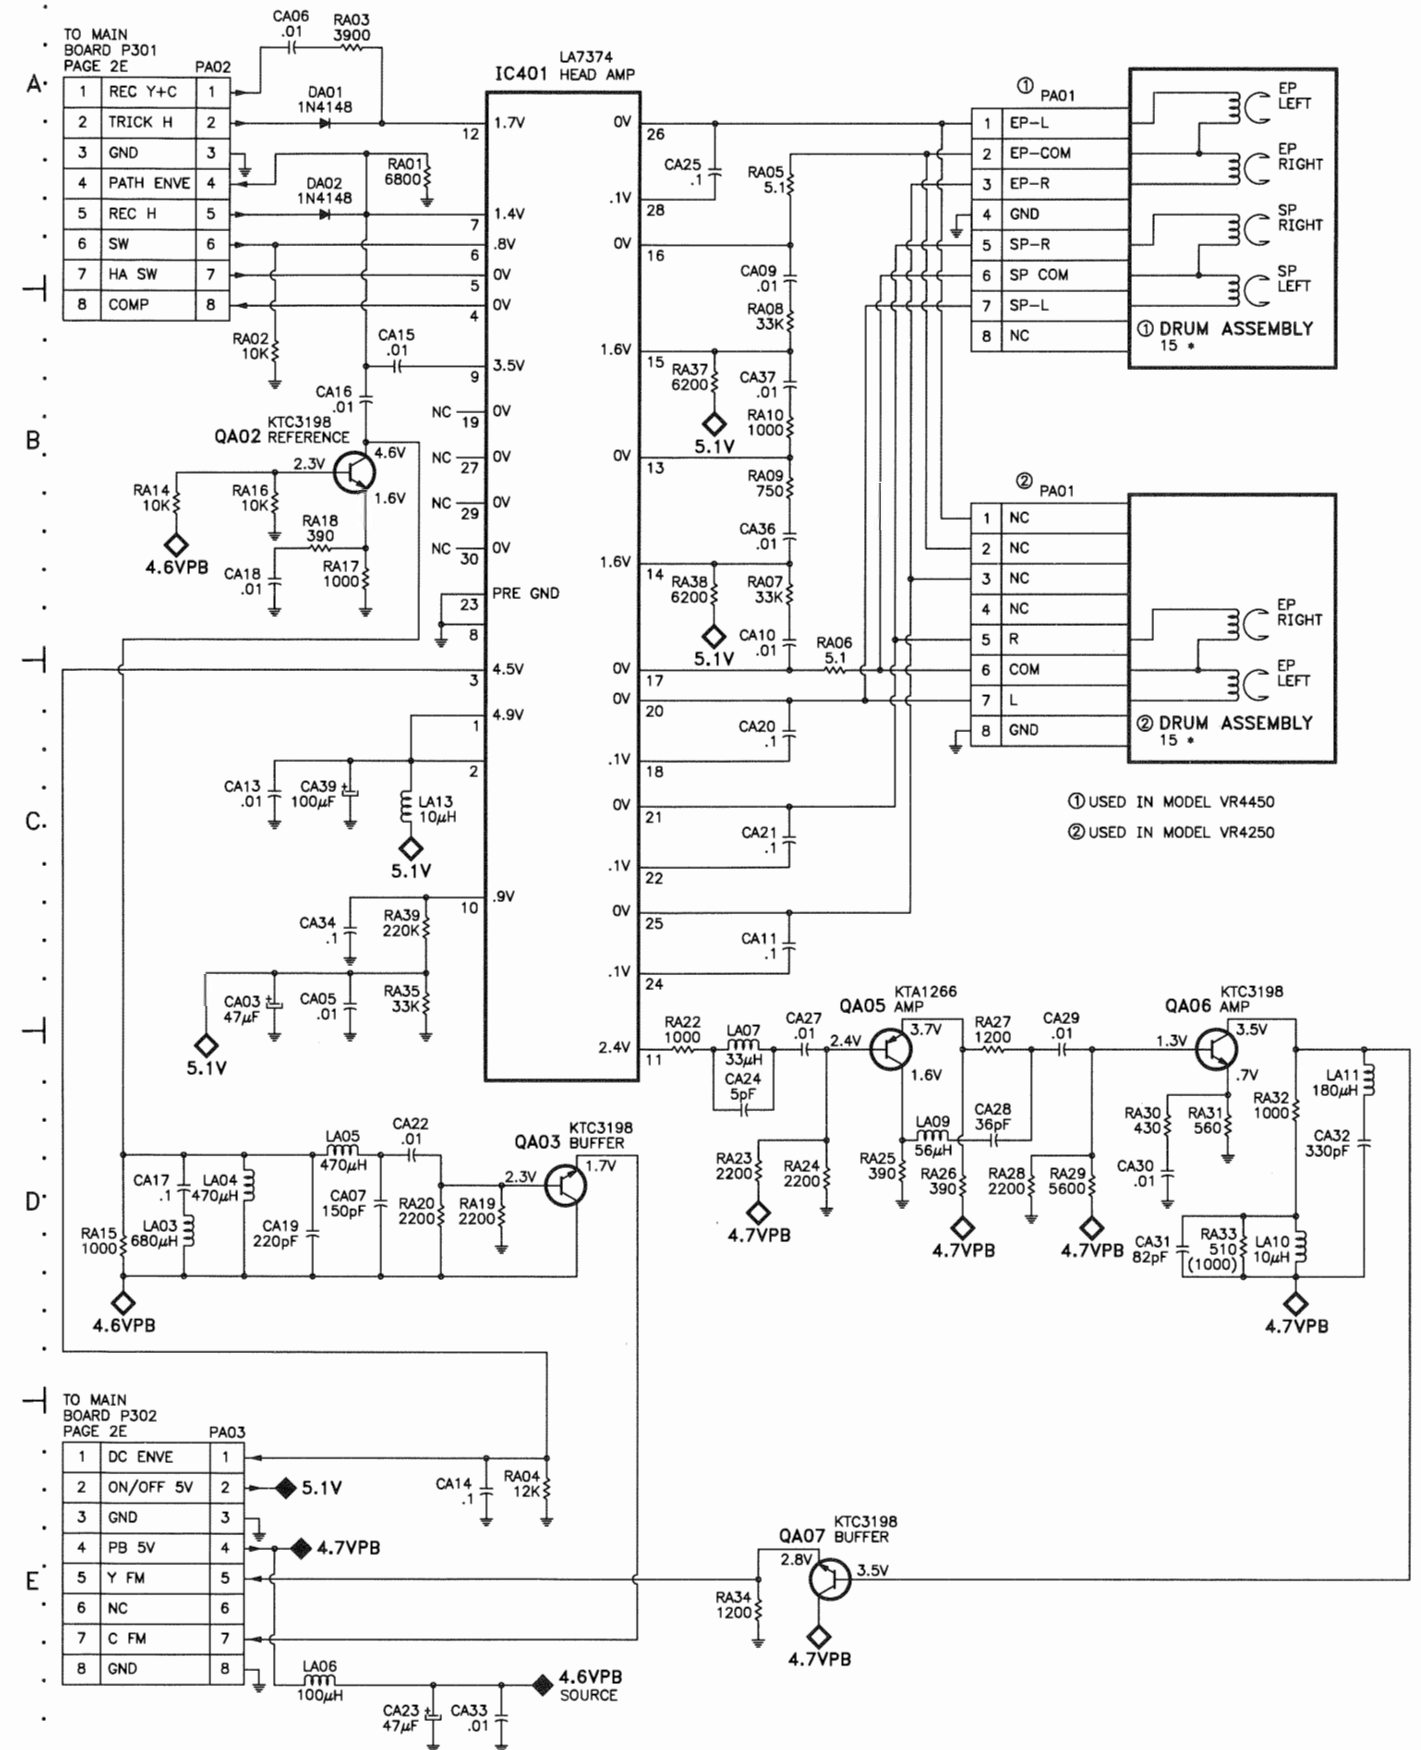 TO MAIN
BOARD P301
PAGE 2E
PA02
1 REC Y+C 1
2 TRICK H 2
3 GND 3
4 PATH ENVE 4
5 REC H 5
6 SW 6
7 HA SW 7
8 COMP 8
CA06
.01
RA03
3900
DA01
1N4148
RA01
6800
DA02
1N4148
RA02
10K
CA15
.01
CA16
.01
LA7374
IC401 HEAD AMP
12 1.7V
7 1.4V
6 .8V
5 0V
4 0V
9 3.5V
NC 19 0V
NC 27 0V
NC 29 0V
NC 30 0V
23 PRE GND
8
3 4.5V
1 4.9V
2
10 .9V
0V 26
.1V 28
0V 16
1.6V 15
0V 13
1.6V 14
0V 17
0V 20
.1V 18
0V 21
.1V 22
0V 25
.1V 24
2.4V 11
CA25
.1
RA05
5.1
CA09
.01
RA08
33K
RA37
6200
5.1V
CA37
.01
RA10
1000
RA09
750
CA36
.01
RA38
6200
5.1V
RA07
33K
CA10
.01
RA06
5.1
CA20
.1
CA21
.1
CA11
.1
① PA01
1 EP-L
2 EP-COM
3 EP-R
4 GND
5 SP-R
6 SP COM
7 SP-L
8 NC
EP
LEFT
EP
RIGHT
SP
RIGHT
SP
LEFT
① DRUM ASSEMBLY
15 *
② PA01
1 NC
2 NC
3 NC
4 NC
5 R
6 COM
7 L
8 GND
EP
RIGHT
EP
LEFT
② DRUM ASSEMBLY
15 *
① USED IN MODEL VR4450
② USED IN MODEL VR4250
KTC3198
QA02 REFERENCE
2.3V
4.6V
1.6V
RA14
10K
4.6VPB
RA16
10K
RA18
390
CA18
.01
RA17
1000
CA13
.01
CA39
100µF
+
LA13
10µH
5.1V
CA34
.1
RA39
220K
CA03
47µF
+
CA05
.01
RA35
33K
5.1V
RA22
1000
LA07
33µH
CA24
5pF
CA27
.01
2.4V
KTA1266
QA05 AMP
3.7V
1.6V
RA23
2200
4.7VPB
RA24
2200
RA25
390
LA09
56µH
CA28
36pF
RA26
390
4.7VPB
RA27
1200
CA29
.01
RA28
2200
RA29
5600
4.7VPB
KTC3198
QA06 AMP
1.3V
3.5V
.7V
RA30
430
RA31
560
CA30
.01
RA32
1000
LA11
180µH
CA32
330pF
CA31
82pF
RA33
510
(1000)
LA10
10µH
4.7VPB
RA15
1000
4.6VPB
CA17
.1
LA03
680µH
LA04
470µH
CA19
220pF
LA05
470µH
CA07
150pF
CA22
.01
RA20
2200
RA19
2200
2.3V
KTC3198
QA03 BUFFER
1.7V
TO MAIN
BOARD P302
PAGE 2E
PA03
1 DC ENVE 1
2 ON/OFF 5V 2
3 GND 3
4 PB 5V 4
5 Y FM 5
6 NC 6
7 C FM 7
8 GND 8
5.1V
4.7VPB
CA14
.1
RA04
12K
LA06
100µH
CA23
47µF
+
CA33
.01
4.6VPB
SOURCE
KTC3198
QA07 BUFFER
2.8V
3.5V
RA34
1200
4.7VPB
A
B
C
D
E